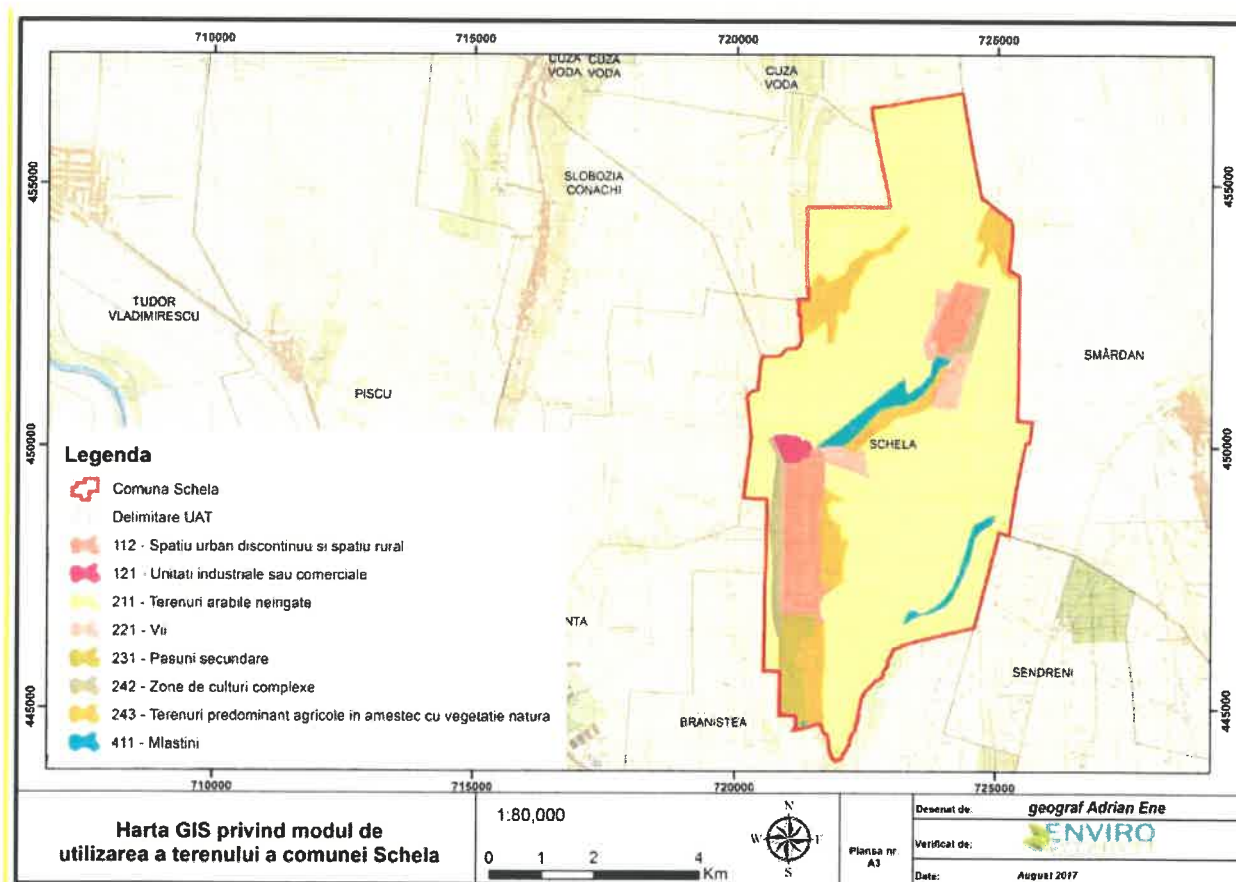 710000
715000
720000
725000
CUZA CUZA
VODA VODA
CUZA
VODA
SLOBOZIA
CONACHI
455000
455000
TUDOR
VLADIMIRESCU
PISCU
SMÂRDAN
450000
450000
SCHELA
Legenda
Comuna Schela
Delimitare UAT
112 - Spatiu urban discontinuu si spatiu rural
121 - Unitati industriale sau comerciale
211 - Terenuri arabile neirigate
221 - Vii
231 - Pasuni secundare
242 - Zone de culturi complexe
243 - Terenuri predominant agricole in amestec cu vegetatie natura
411 - Mlastini
NTA
SENDRENI
BRANISTEA
445000
445000
710000
715000
720000
725000
Harta GIS privind modul de
utilizarea a terenului a comunei Schela
1:80,000
0 1 2 4
Km
N
W E
S
Plansa nr.
A3
Desenat de: geograf Adrian Ene
Verificat de: ENVIRO
Date: August 2017